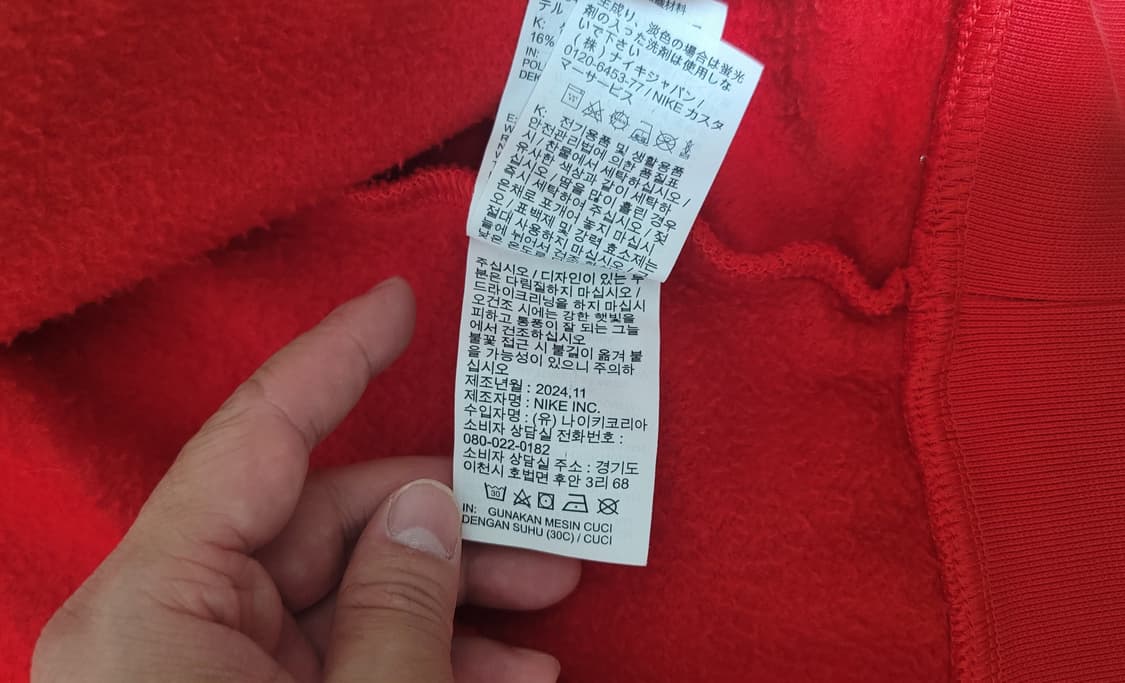 テル
K:
16%
IN:
POL
DEK
生成り、淡色の場合は蛍光
剤の入った洗剤は使用しな
いで下さい
(株)ナイキジャパン/
0120-6453-77 / NIKE カスタ
マーサービス
K: 전기용품 및 생활용품
안전관리법에 의한 품질표
시 / 찬물에서 세탁하십시오 /
유사한 색상과 같이 세탁하
십시오 / 땀을 많이 흘린 경우
즉시 세탁하여 주십시오 / 젖
은채로 포개어 놓지 마십시
오 / 표백제 및 강력 효소제는
절대 사용하지 마십시오 /
주십시오 / 디자인이 있는 부
분은 다림질하지 마십시오 /
드라이크리닝을 하지 마십시
오건조 시에는 강한 햇빛을
피하고 통풍이 잘 되는 그늘
에서 건조하십시오
불꽃 접근 시 불길이 옮겨 붙
을 가능성이 있으니 주의하
십시오
제조년월 : 2024,11
제조자명 : NIKE INC.
수입자명 : (유) 나이키코리아
소비자 상담실 전화번호 :
080-022-0182
소비자 상담실 주소 : 경기도
이천시 호법면 후안 3리 68
30
IN: GUNAKAN MESIN CUCI
DENGAN SUHU (30C) / CUCI